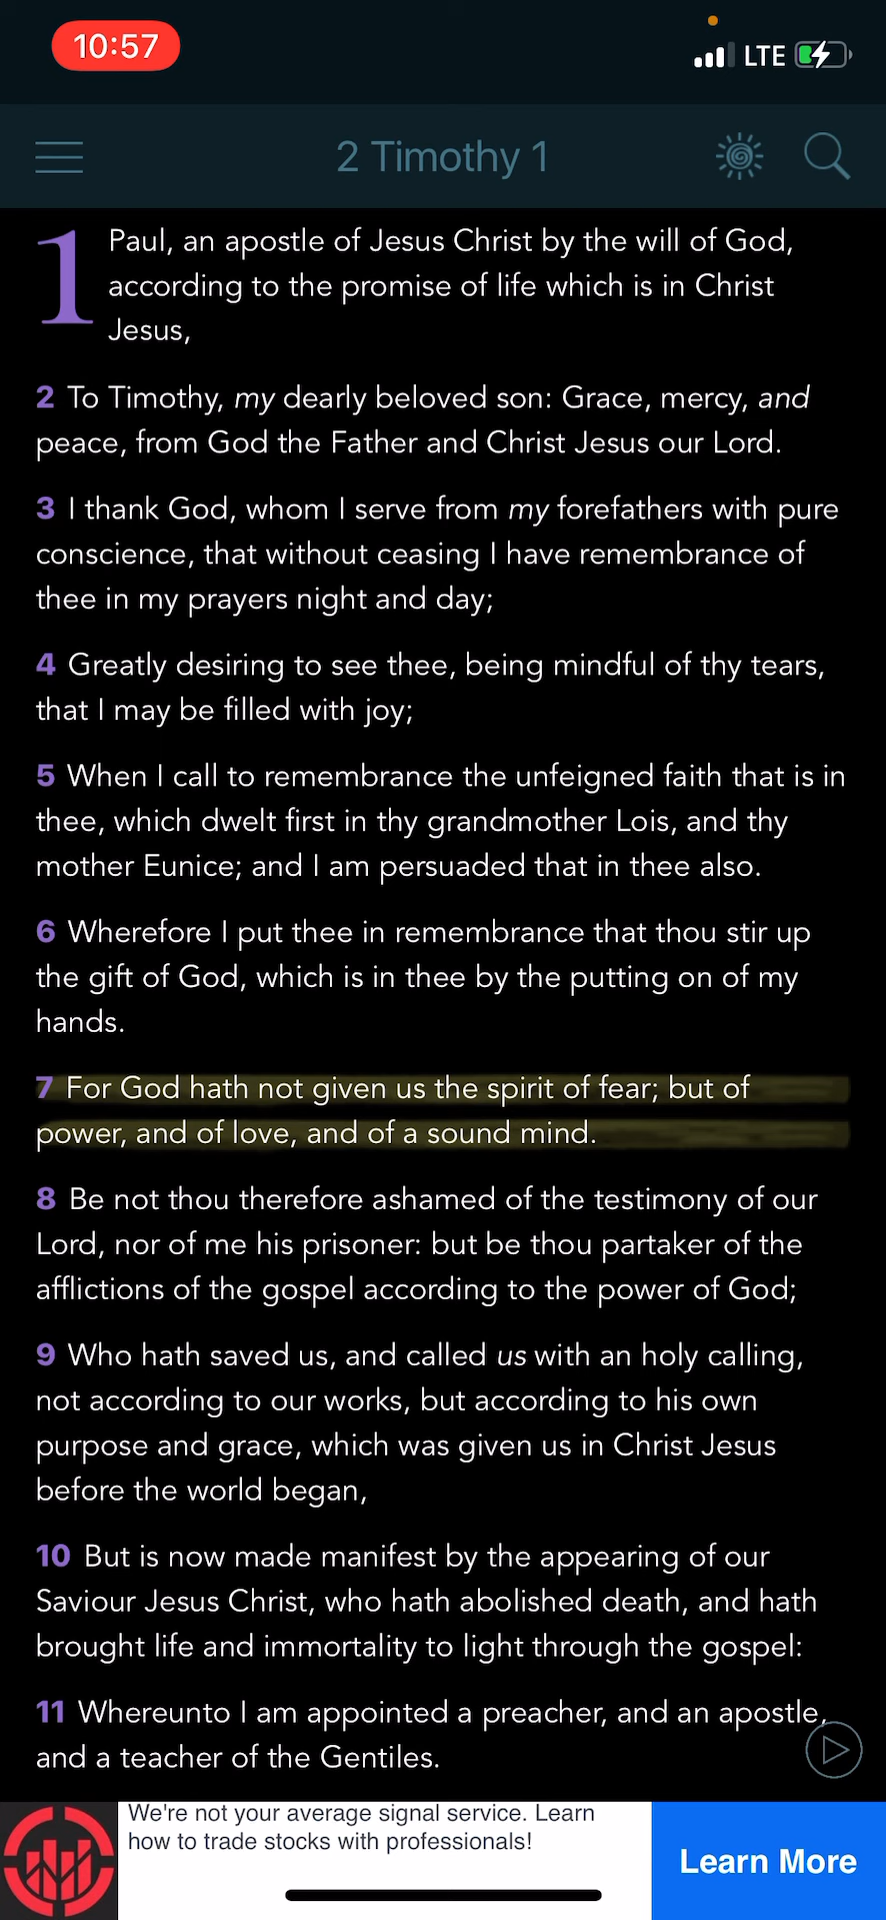 10:57
LTE
2 Timothy 1
1 Paul, an apostle of Jesus Christ by the will of God,
according to the promise of life which is in Christ
Jesus,
2 To Timothy, my dearly beloved son: Grace, mercy, and
peace, from God the Father and Christ Jesus our Lord.
3 I thank God, whom I serve from my forefathers with pure
conscience, that without ceasing I have remembrance of
thee in my prayers night and day;
4 Greatly desiring to see thee, being mindful of thy tears,
that I may be filled with joy;
5 When I call to remembrance the unfeigned faith that is in
thee, which dwelt first in thy grandmother Lois, and thy
mother Eunice; and I am persuaded that in thee also.
6 Wherefore I put thee in remembrance that thou stir up
the gift of God, which is in thee by the putting on of my
hands.
7 For God hath not given us the spirit of fear; but of
power, and of love, and of a sound mind.
8 Be not thou therefore ashamed of the testimony of our
Lord, nor of me his prisoner: but be thou partaker of the
afflictions of the gospel according to the power of God;
9 Who hath saved us, and called us with an holy calling,
not according to our works, but according to his own
purpose and grace, which was given us in Christ Jesus
before the world began,
10 But is now made manifest by the appearing of our
Saviour Jesus Christ, who hath abolished death, and hath
brought life and immortality to light through the gospel:
11 Whereunto I am appointed a preacher, and an apostle,
and a teacher of the Gentiles.
We're not your average signal service. Learn
how to trade stocks with professionals!
Learn More